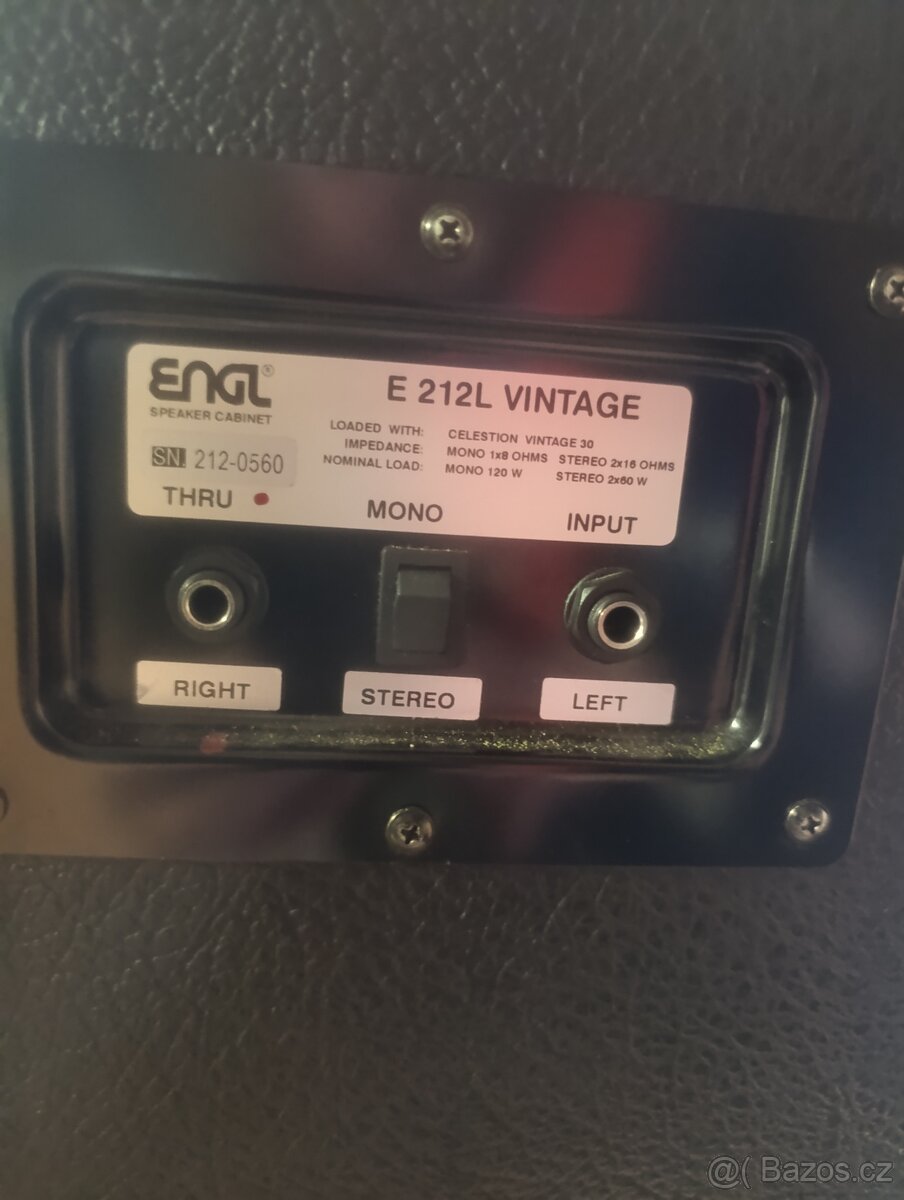 ENGL®
SPEAKER CABINET
SN. 212-0560
E 212L VINTAGE
LOADED WITH: CELESTION VINTAGE 30
IMPEDANCE: MONO 1x8 OHMS STEREO 2x16 OHMS
NOMINAL LOAD: MONO 120 W STEREO 2x60 W
THRU MONO INPUT
RIGHT STEREO LEFT
@( Bazos.cz